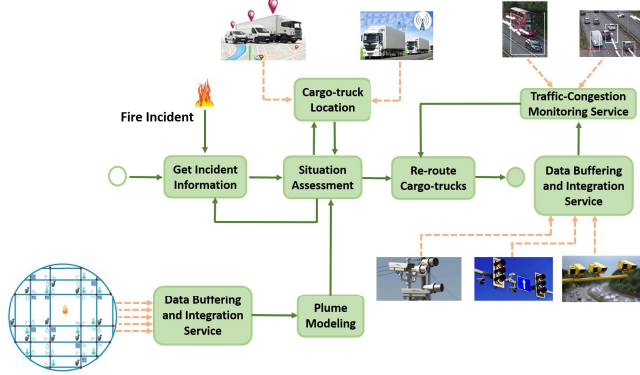 Cargo-truck
Location
Traffic-Congestion
Monitoring Service
Fire Incident
Get Incident
Information
Situation
Assessment
Re-route
Cargo-trucks
Data Buffering
and Integration
Service
Data Buffering
and Integration
Service
Plume
Modeling